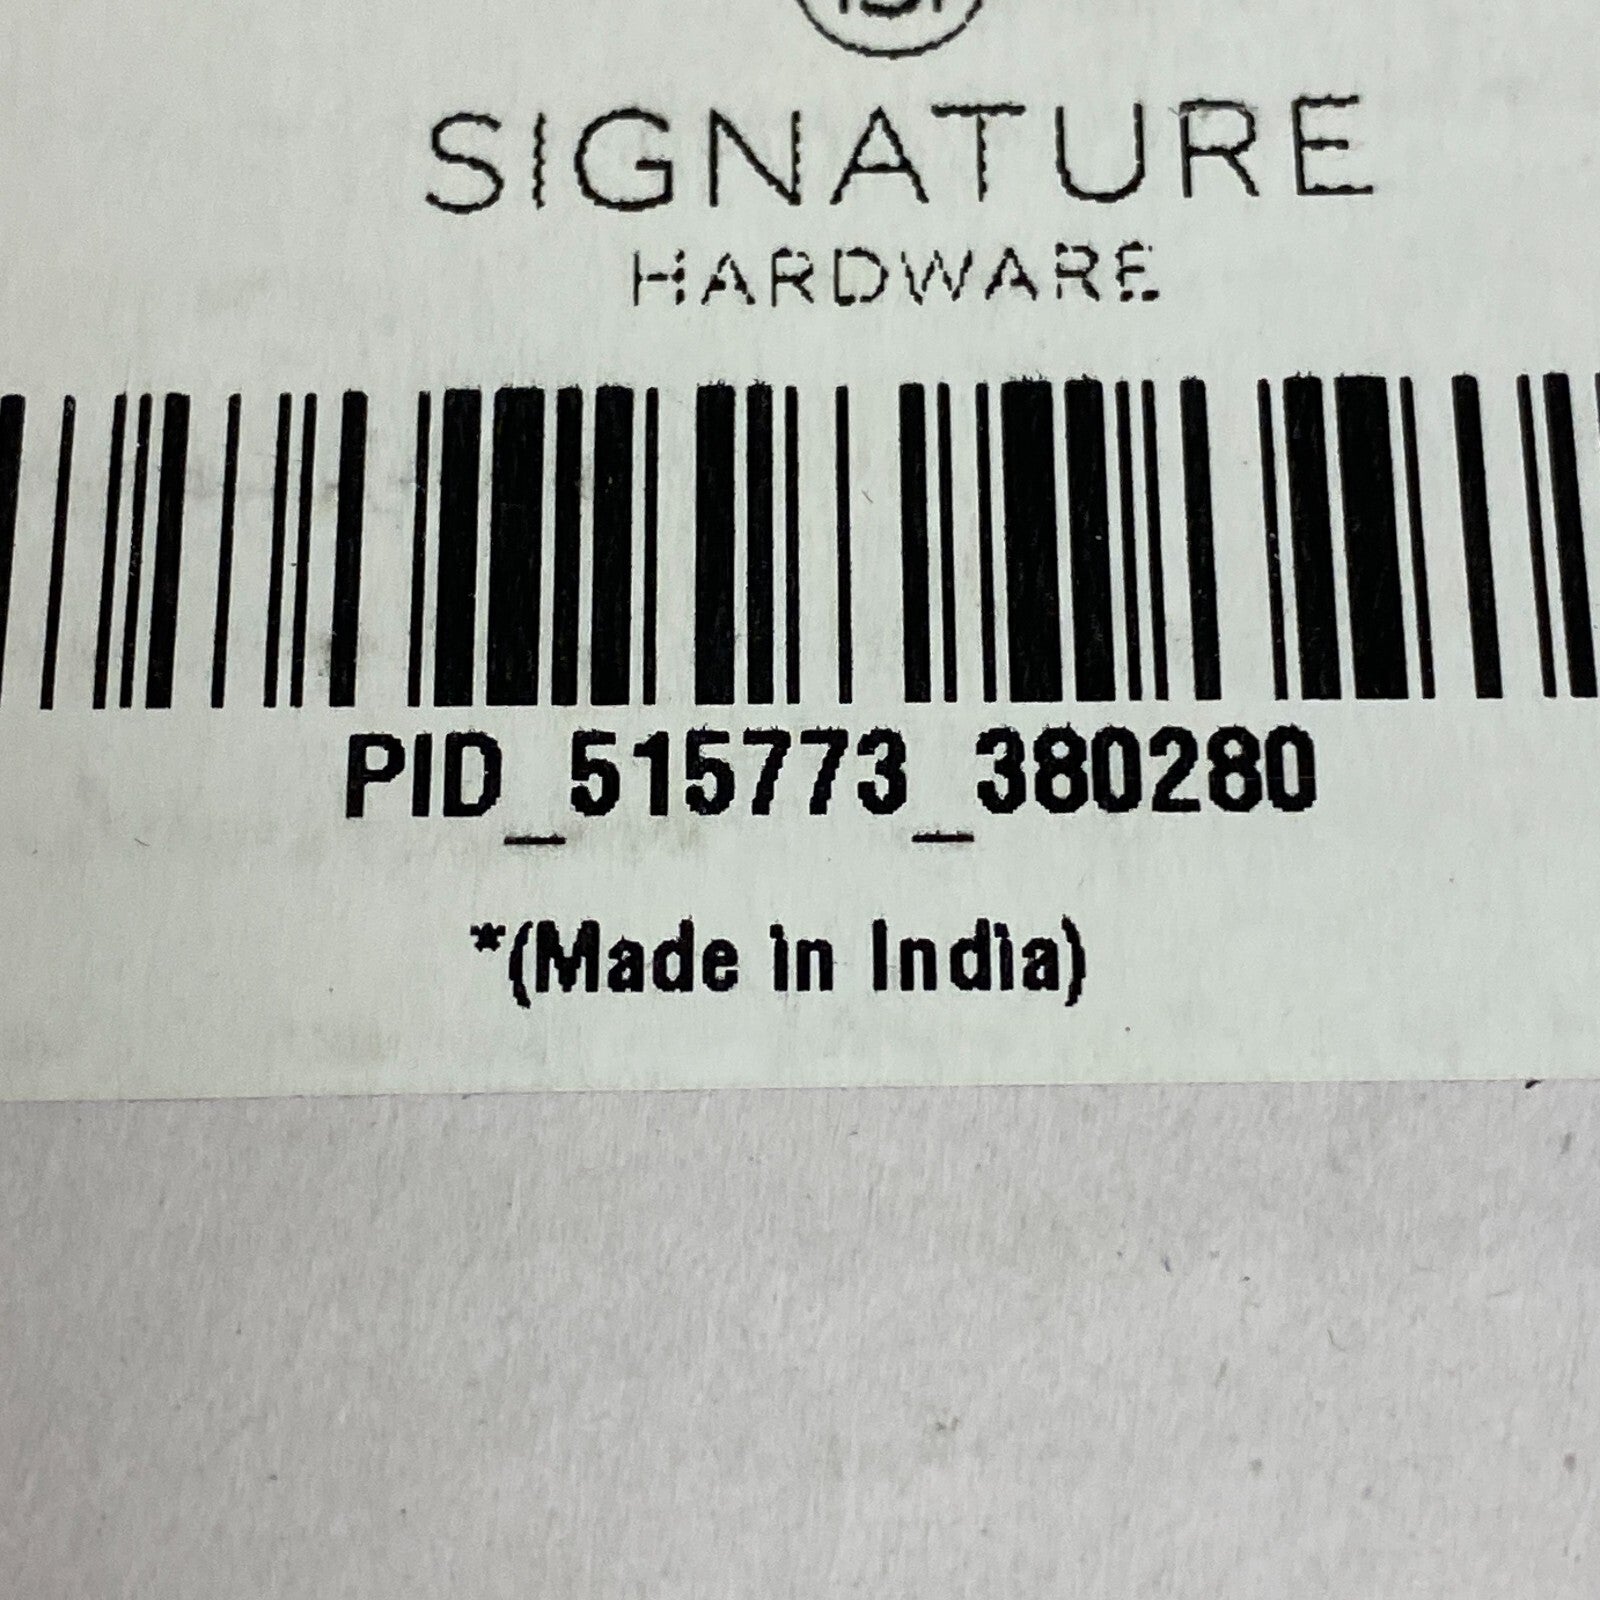 SIGNATURE
HARDWARE
PID_515773_380280
*(Made in India)